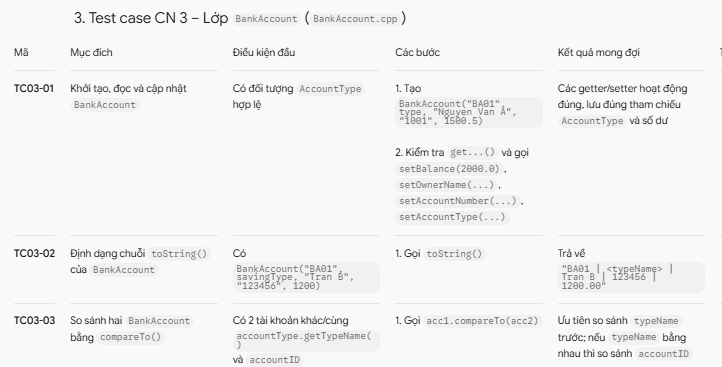 3. Test case CN 3 – Lớp BankAccount ( BankAccount.cpp )
Mã Mục đích Điều kiện đầu Các bước Kết quả mong đợi
TC03-01
Khởi tạo, đọc và cập nhật
BankAccount
Có đối tượng AccountType
hợp lệ
1. Tạo
BankAccount("BA01",
type, "Nguyen Van A",
"1001", 1500.5)
2. Kiểm tra get...() và gọi
setBalance(2000.0) ,
setOwnerName(...) ,
setAccountNumber(...) ,
setAccountType(...)
Các getter/setter hoạt động
đúng, lưu đúng tham chiếu
AccountType và số dư
TC03-02
Định dạng chuỗi toString()
của BankAccount
Có
BankAccount("BA01",
savingType, "Tran B",
"123456", 1200)
1. Gọi toString()
Trả về
"BA01 | <typeName> |
Tran B | 123456 |
1200.00"
TC03-03
So sánh hai BankAccount
bằng compareTo()
Có 2 tài khoản khác/cùng
accountType.getTypeName(
)
và accountID
1. Gọi acc1.compareTo(acc2)
Ưu tiên so sánh typeName
trước; nếu typeName bằng
nhau thì so sánh accountID